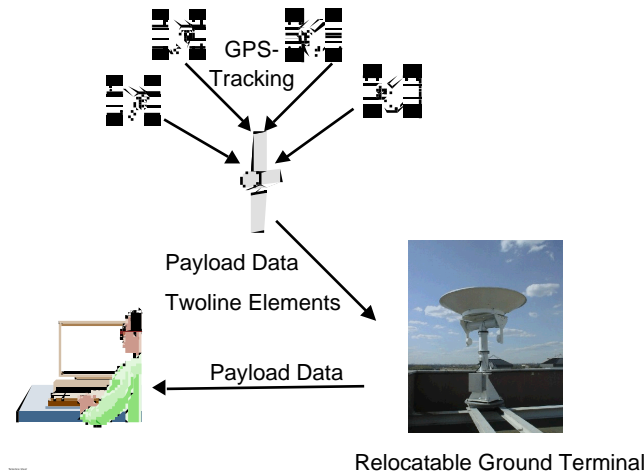 GPS-
Tracking
Payload Data
Twoline Elements
Payload Data
Relocatable Ground Terminal